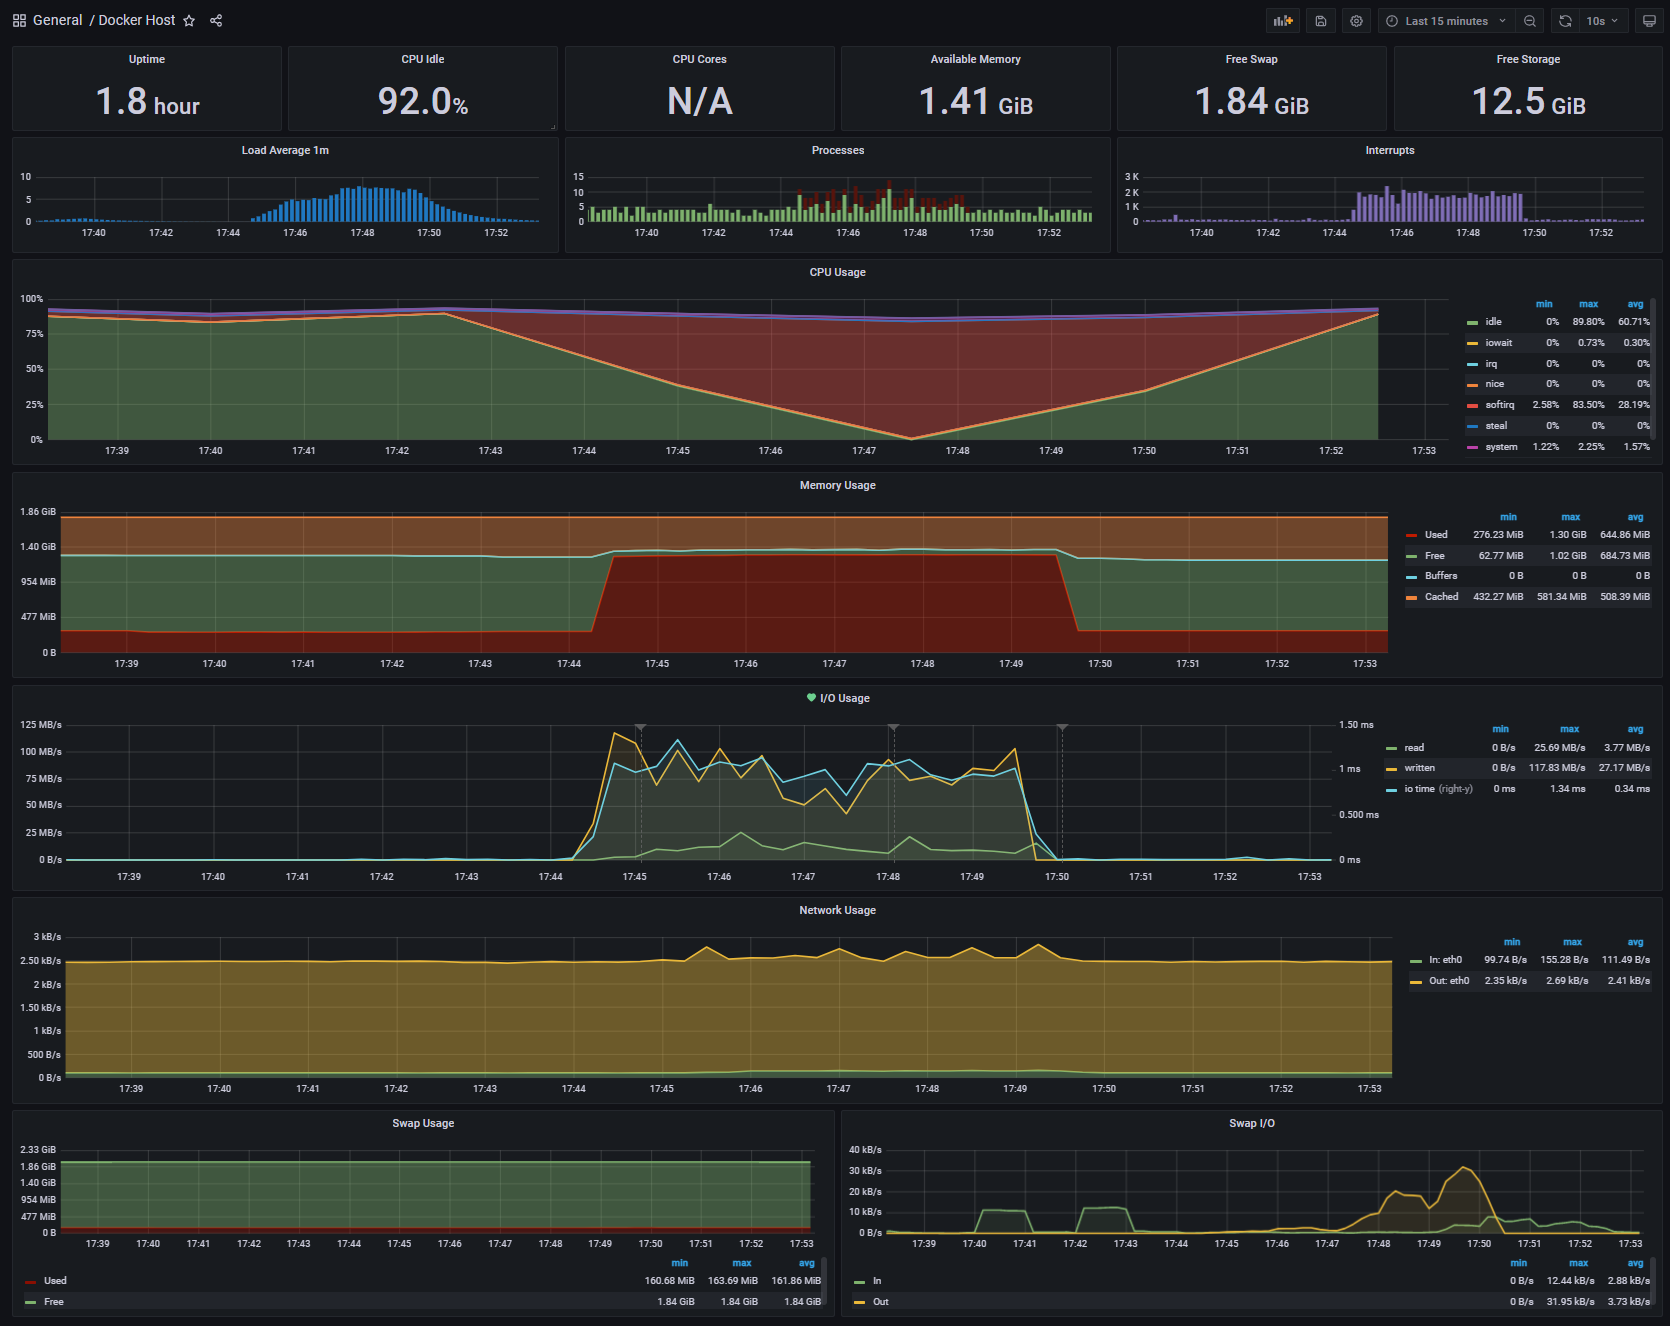 General / Docker Host
Last 15 minutes
10s
Uptime
1.8 hour
CPU Idle
92.0%
CPU Cores
N/A
Available Memory
1.41 GiB
Free Swap
1.84 GiB
Free Storage
12.5 GiB
Load Average 1m
10
5
0
17:40 17:42 17:44 17:46 17:48 17:50 17:52
Processes
15
10
5
0
17:40 17:42 17:44 17:46 17:48 17:50 17:52
Interrupts
3 K
2 K
1 K
0
17:40 17:42 17:44 17:46 17:48 17:50 17:52
CPU Usage
100%
75%
50%
25%
0%
17:39 17:40 17:41 17:42 17:43 17:44 17:45 17:46 17:47 17:48 17:49 17:50 17:51 17:52 17:53
min max avg
idle 0% 89.80% 60.71%
iowait 0% 0.73% 0.30%
irq 0% 0% 0%
nice 0% 0% 0%
softirq 2.58% 83.50% 28.19%
steal 0% 0% 0%
system 1.22% 2.25% 1.57%
Memory Usage
1.86 GiB
1.40 GiB
954 MiB
477 MiB
0 B
17:39 17:40 17:41 17:42 17:43 17:44 17:45 17:46 17:47 17:48 17:49 17:50 17:51 17:52 17:53
min max avg
Used 276.23 MiB 1.30 GiB 644.86 MiB
Free 62.77 MiB 1.02 GiB 684.73 MiB
Buffers 0 B 0 B 0 B
Cached 432.27 MiB 581.34 MiB 508.39 MiB
I/O Usage
125 MB/s
100 MB/s
75 MB/s
50 MB/s
25 MB/s
0 B/s
1.50 ms
1 ms
0.500 ms
0 ms
17:39 17:40 17:41 17:42 17:43 17:44 17:45 17:46 17:47 17:48 17:49 17:50 17:51 17:52 17:53
min max avg
read 0 B/s 25.69 MB/s 3.77 MB/s
written 0 B/s 117.83 MB/s 27.17 MB/s
io time (right-y) 0 ms 1.34 ms 0.34 ms
Network Usage
3 kB/s
2.50 kB/s
2 kB/s
1.50 kB/s
1 kB/s
500 B/s
0 B/s
17:39 17:40 17:41 17:42 17:43 17:44 17:45 17:46 17:47 17:48 17:49 17:50 17:51 17:52 17:53
min max avg
In: eth0 99.74 B/s 155.28 B/s 111.49 B/s
Out: eth0 2.35 kB/s 2.69 kB/s 2.41 kB/s
Swap Usage
2.33 GiB
1.86 GiB
1.40 GiB
954 MiB
477 MiB
0 B
17:39 17:40 17:41 17:42 17:43 17:44 17:45 17:46 17:47 17:48 17:49 17:50 17:51 17:52 17:53
min max avg
Used 160.68 MiB 163.69 MiB 161.86 MiB
Free 1.84 GiB 1.84 GiB 1.84 GiB
Swap I/O
40 kB/s
30 kB/s
20 kB/s
10 kB/s
0 B/s
17:39 17:40 17:41 17:42 17:43 17:44 17:45 17:46 17:47 17:48 17:49 17:50 17:51 17:52 17:53
min max avg
In 0 B/s 12.44 kB/s 2.88 kB/s
Out 0 B/s 31.95 kB/s 3.73 kB/s